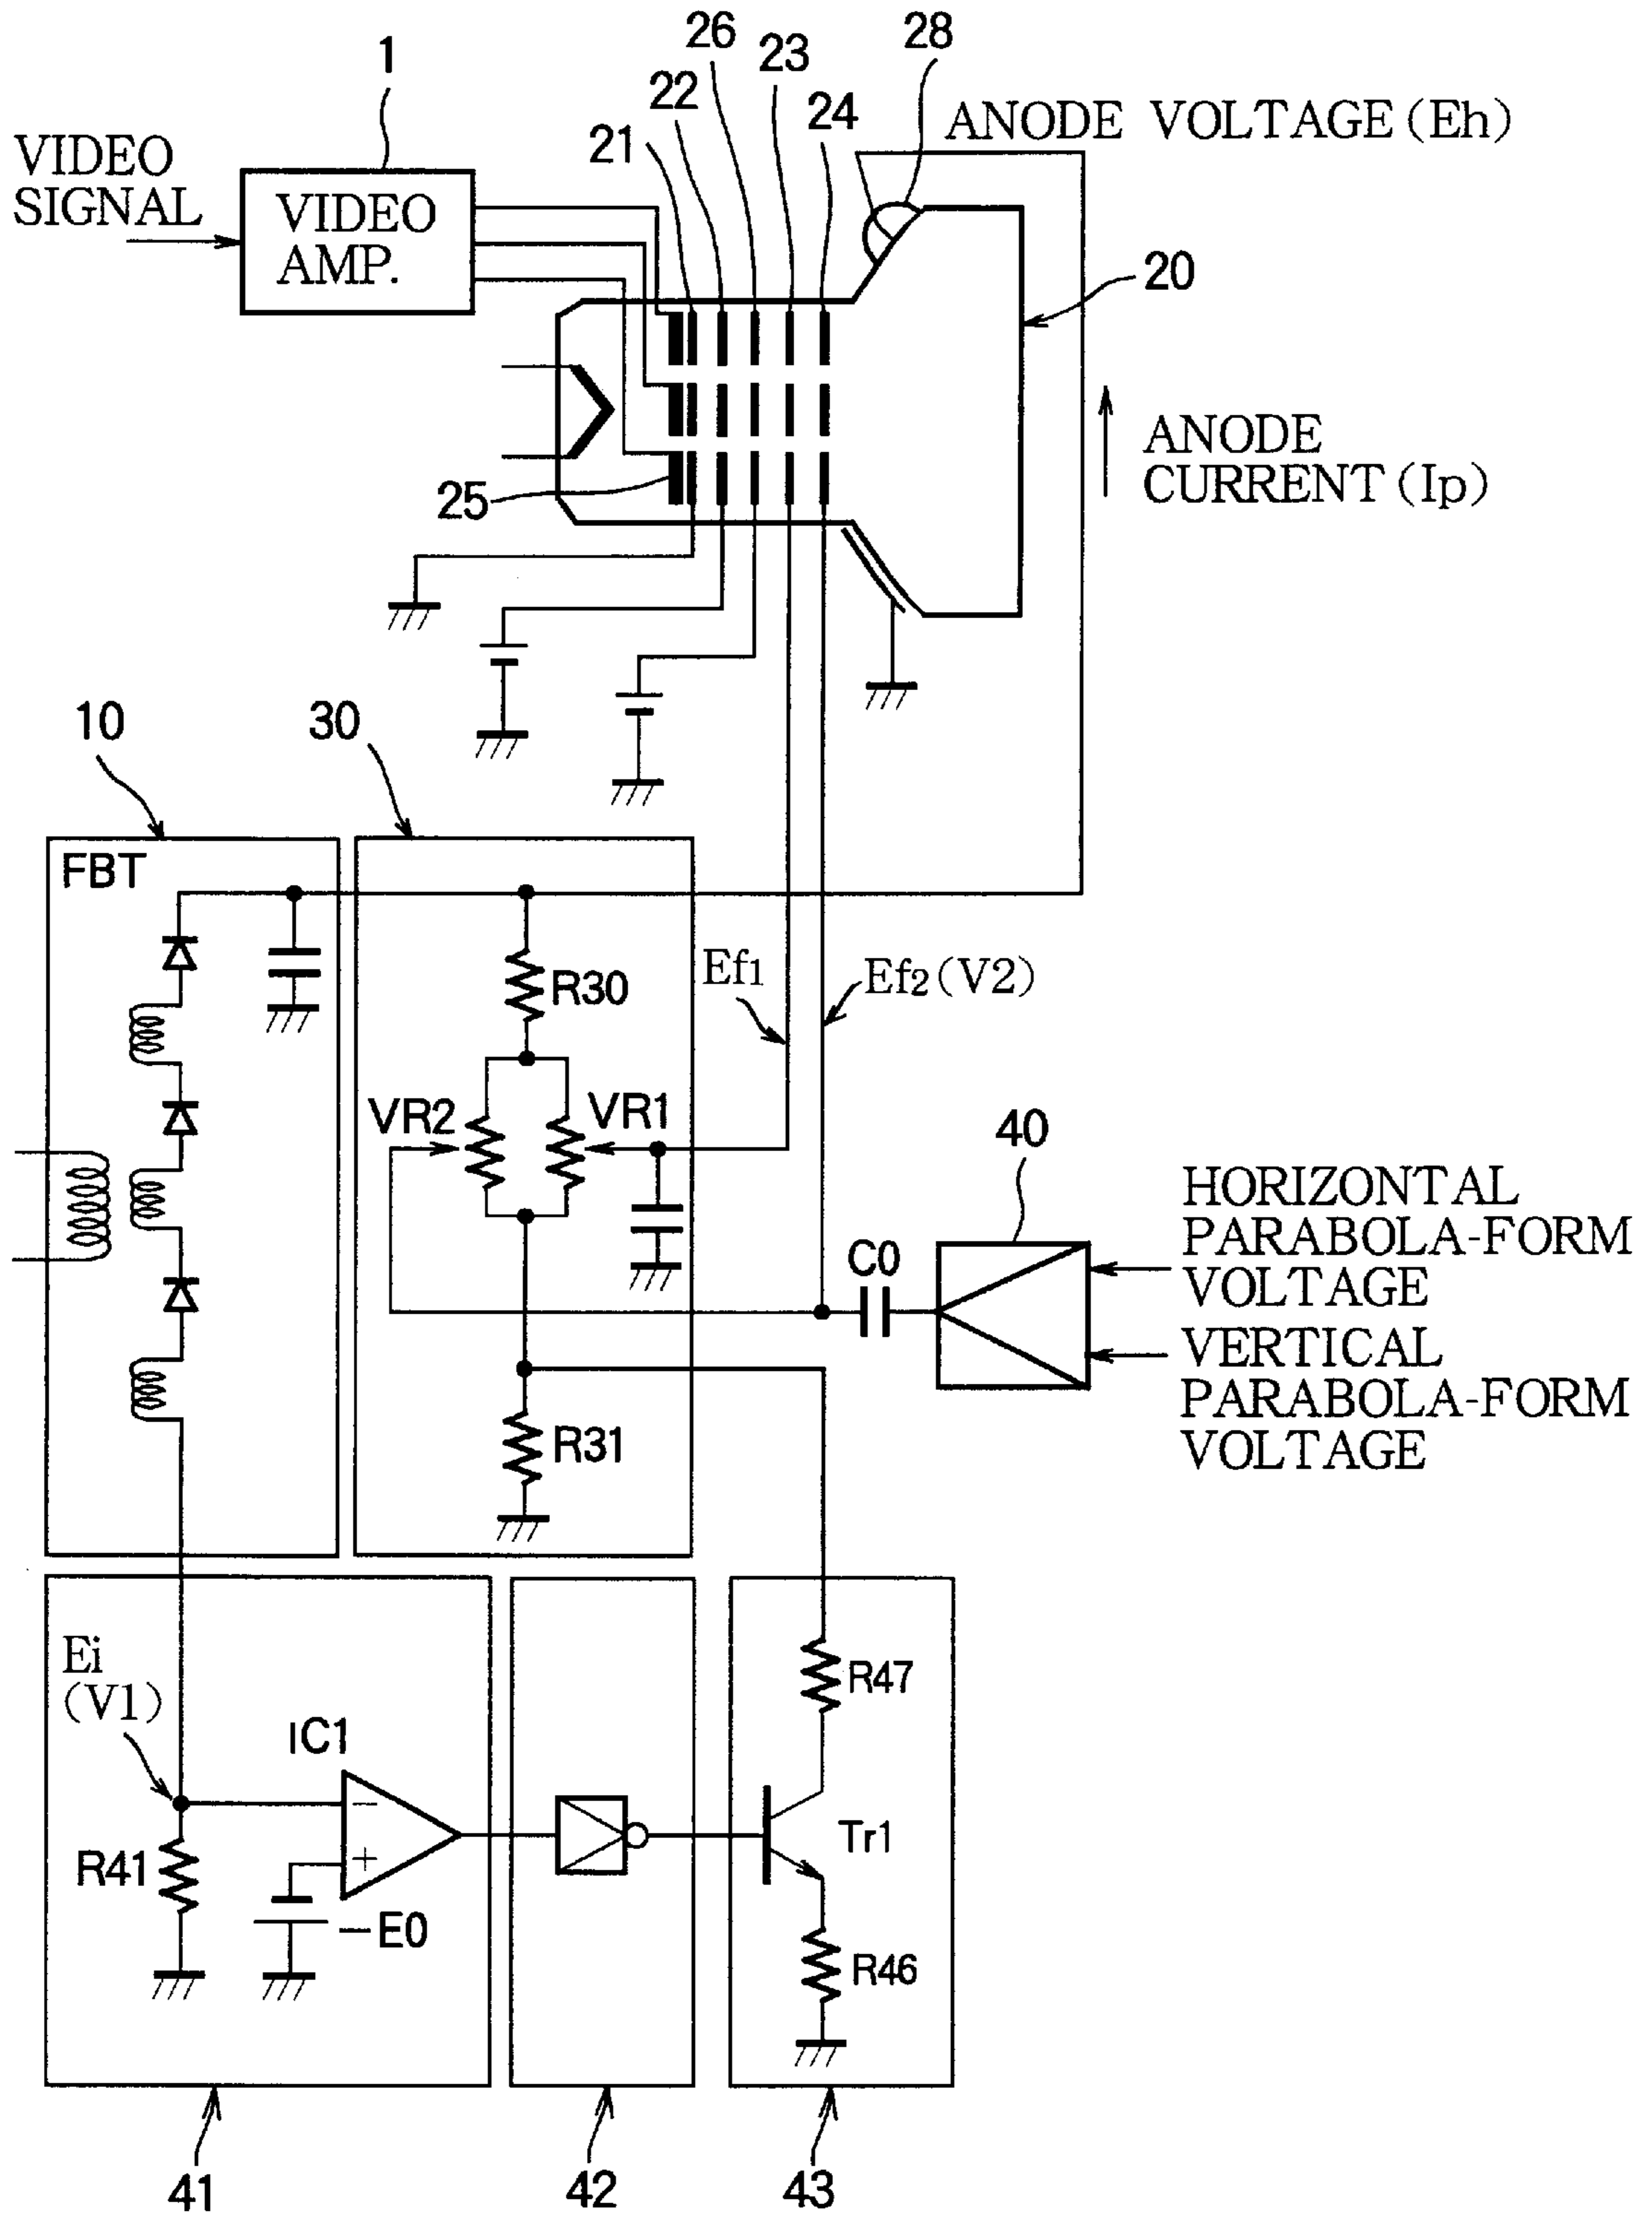 26
28
1
23
22
24
ANODE VOLTAGE (Eh)
21
VIDEO
SIGNAL
VIDEO
AMP.
20
ANODE
CURRENT (Ip)
25
10
30
FBT
Ef1
Ef2 (V2)
R30
VR2
VR1
40
HORIZONTAL
PARABOLA-FORM
VOLTAGE
C0
VERTICAL
PARABOLA-FORM
VOLTAGE
R31
Ei
(V1)
R47
IC1
−
Tr1
R41
+
−E0
R46
41
42
43